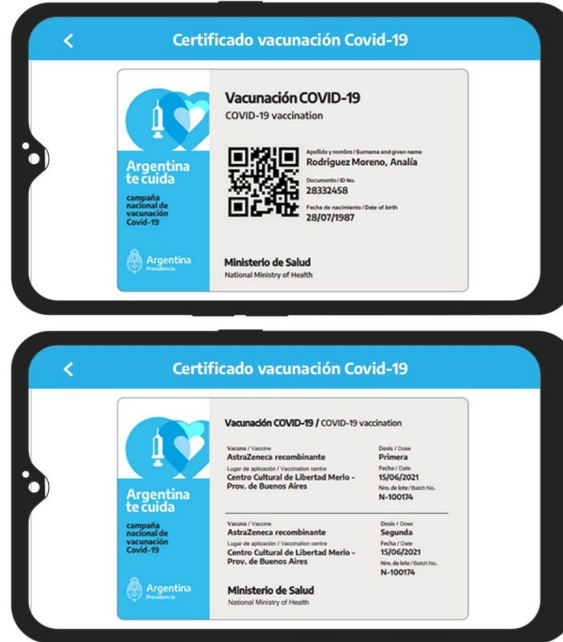 Certificado vacunación Covid-19
Argentina
te cuida
campaña
nacional de
vacunación
Covid-19
Argentina
Presidencia
Vacunación COVID-19
COVID-19 vaccination
Apellido y nombre / Surname and given name
Rodriguez Moreno, Analía
Documento / ID No.
28332458
Fecha de nacimiento / Date of birth
28/07/1987
Ministerio de Salud
National Ministry of Health
Certificado vacunación Covid-19
Argentina
te cuida
campaña
nacional de
vacunación
Covid-19
Argentina
Presidencia
Vacunación COVID-19 / COVID-19 vaccination
Vacuna / Vaccine
AstraZeneca recombinante
Lugar de aplicación / Vaccination centre
Centro Cultural de Libertad Merlo -
Prov. de Buenos Aires
Dosis / Dose
Primera
Fecha / Date
15/06/2021
Nro. de lote / Batch No.
N-100174
Vacuna / Vaccine
AstraZeneca recombinante
Lugar de aplicación / Vaccination centre
Centro Cultural de Libertad Merlo -
Prov. de Buenos Aires
Dosis / Dose
Segunda
Fecha / Date
15/06/2021
Nro. de lote / Batch No.
N-100174
Ministerio de Salud
National Ministry of Health